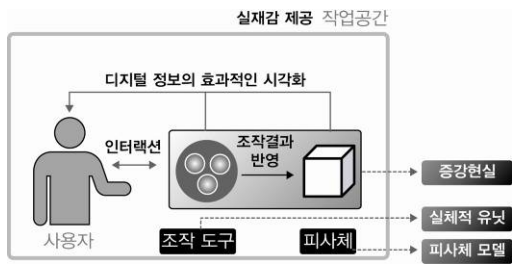 실재감 제공 작업공간
디지털 정보의 효과적인 시각화
인터랙션
조작결과
반영
증강현실
실체적 유닛
사용자
조작 도구
피사체
피사체 모델